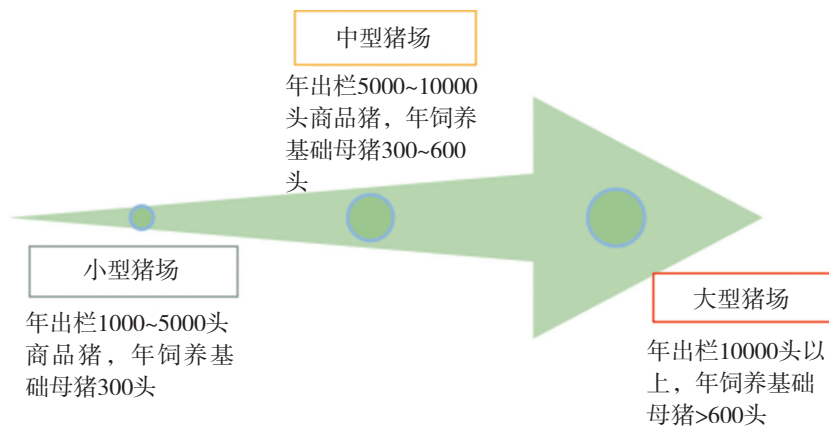 中型猪场
年出栏5000~10000
头商品猪，年饲养
基础母猪300~600
头
小型猪场
年出栏1000~5000头
商品猪，年饲养基
础母猪300头
大型猪场
年出栏10000头以
上，年饲养基础
母猪>600头